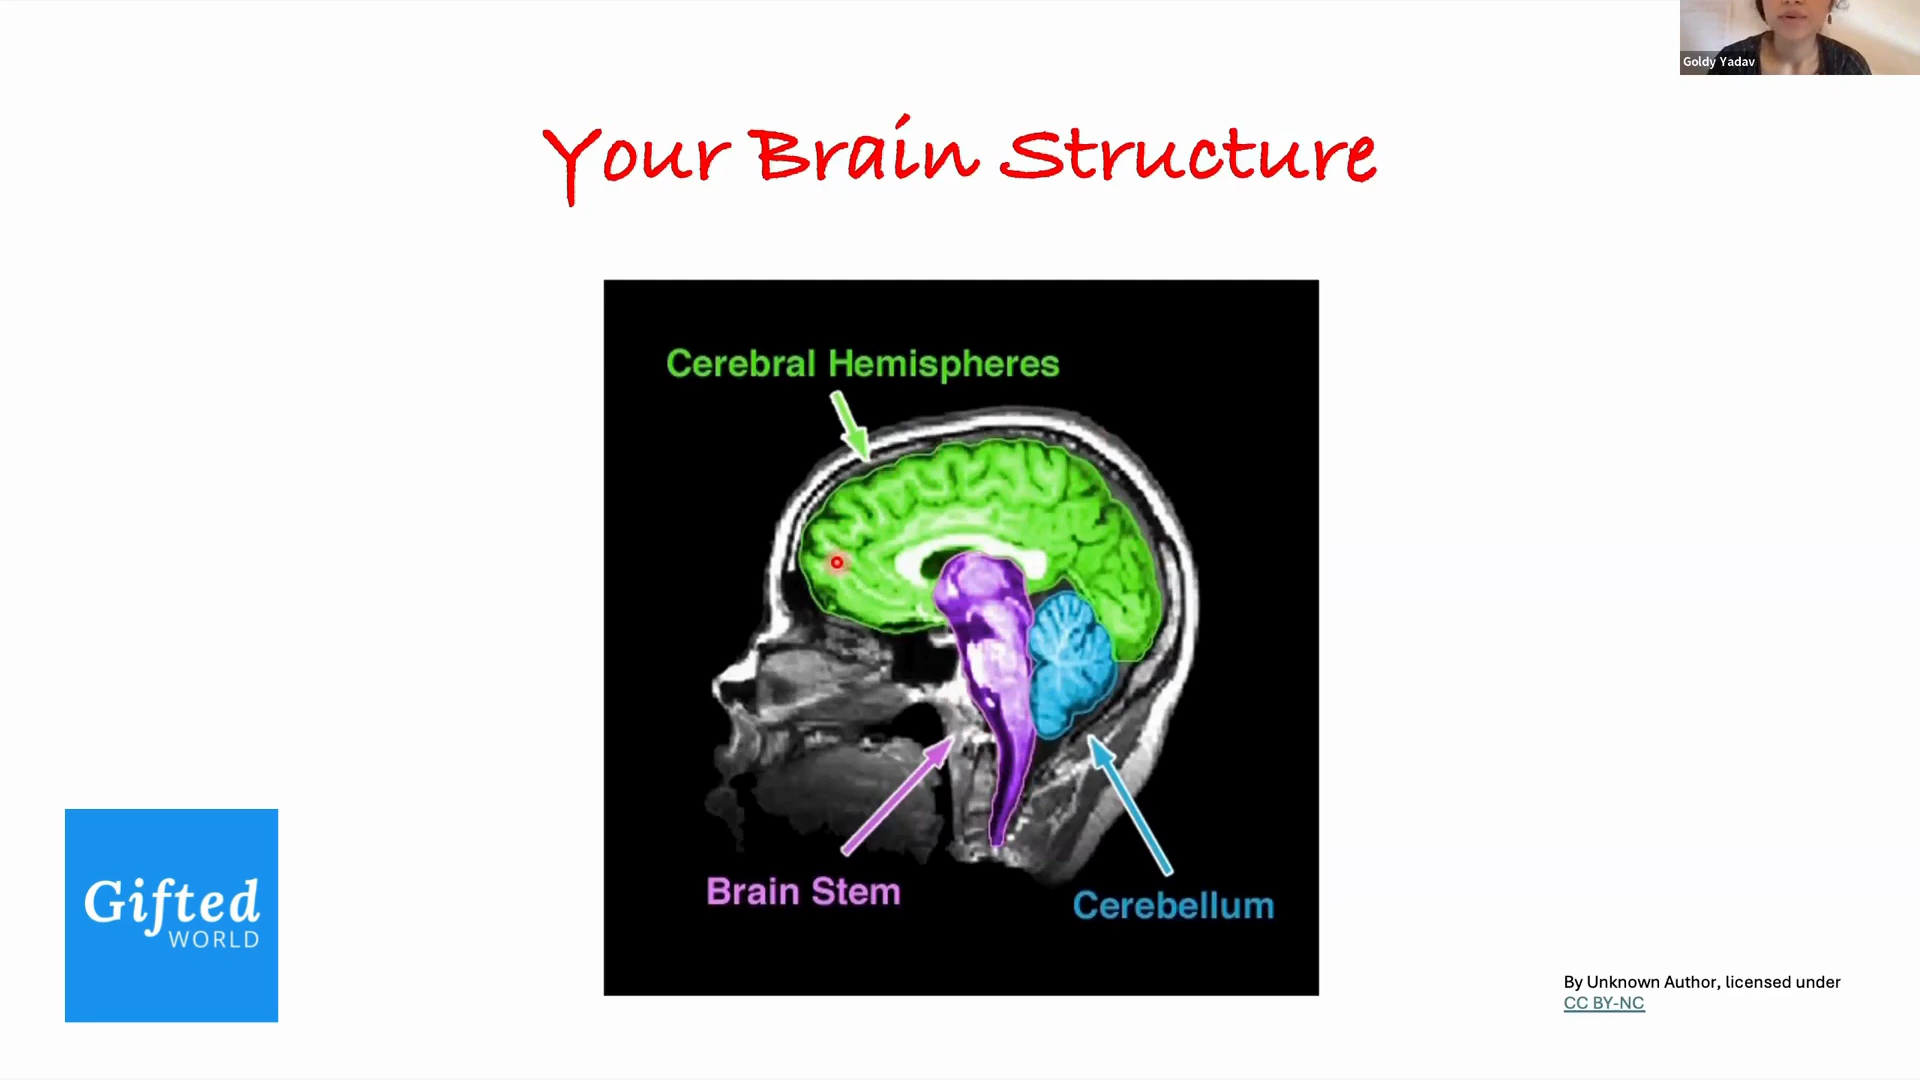 Goldy Yadav
Your Brain Structure
Cerebral Hemispheres
Brain Stem
Cerebellum
Gifted
WORLD
By Unknown Author, licensed under
CC BY-NC